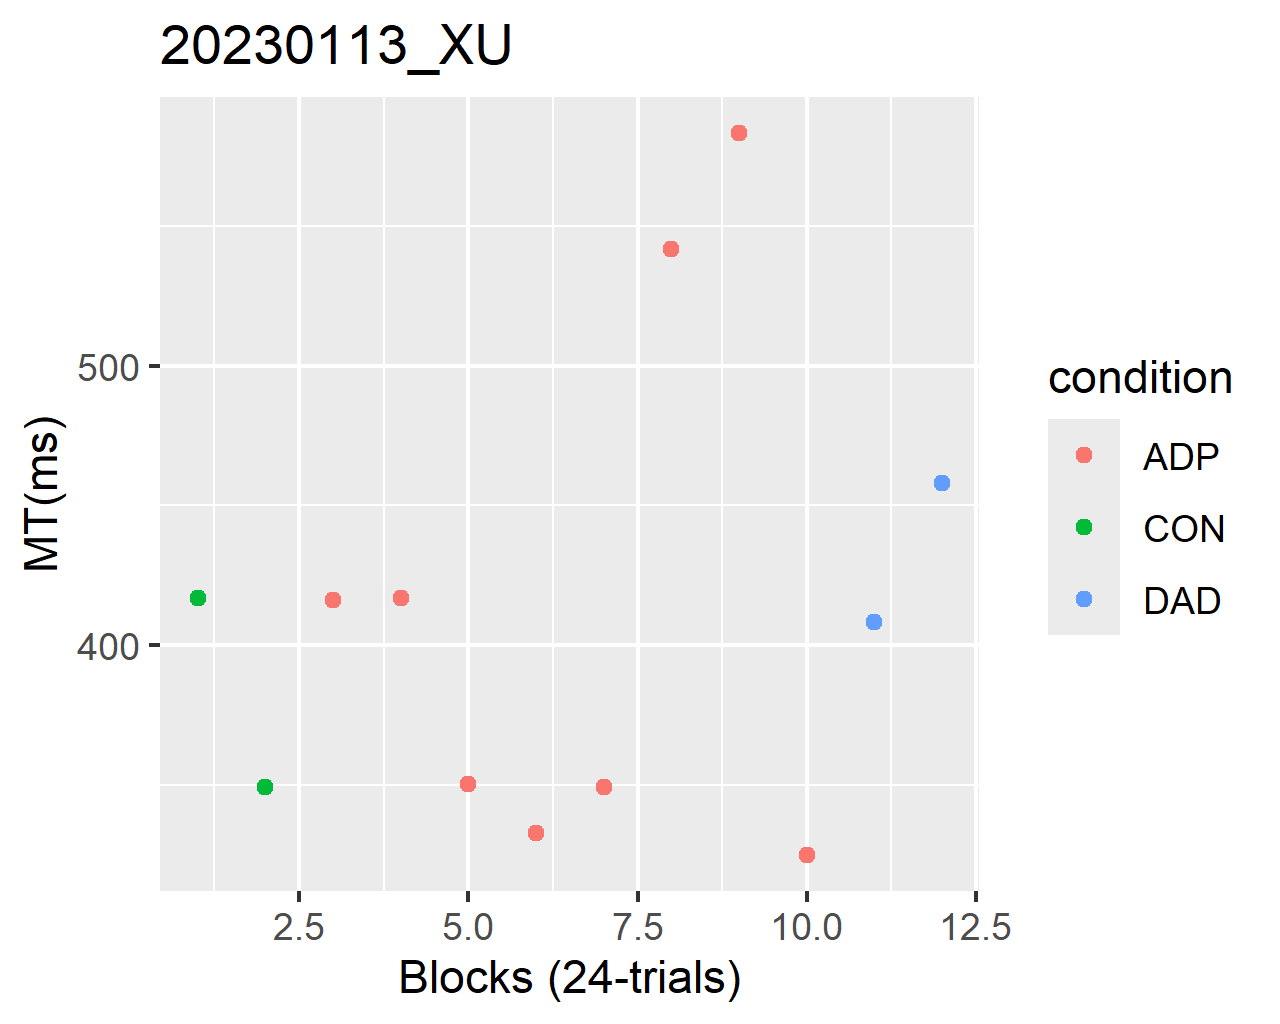 20230113_XU
500
400
MT(ms)
2.5
5.0
7.5
10.0
12.5
Blocks (24-trials)
condition
ADP
CON
DAD